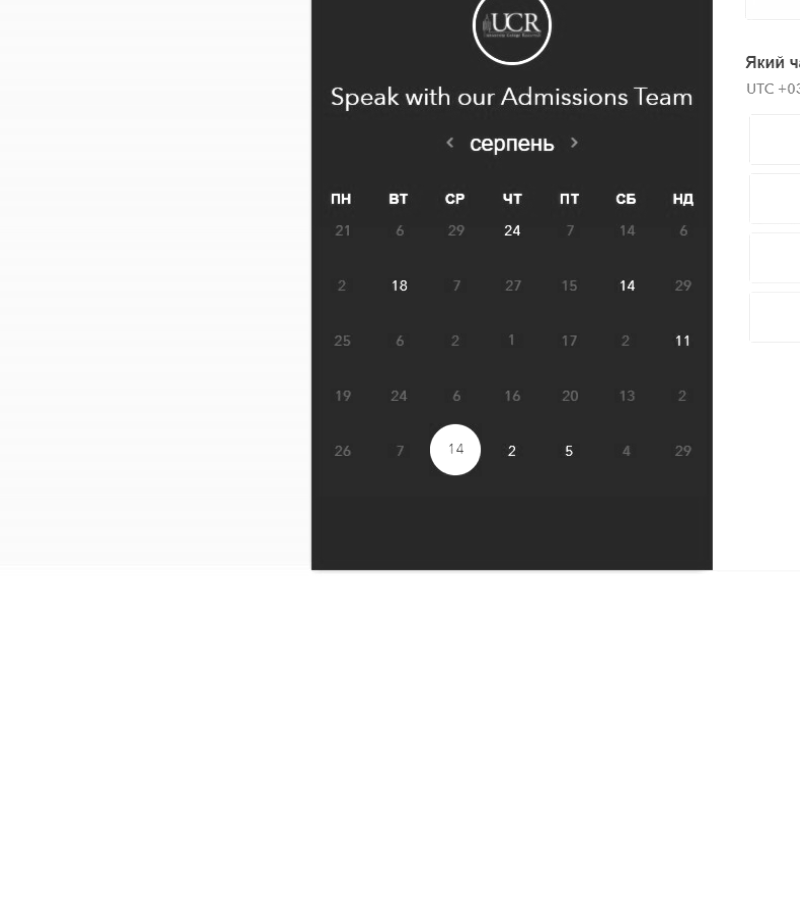 UCR
Speak with our Admissions Team
< серпень >
ПН ВТ СР ЧТ ПТ СБ НД
21 6 29 24 7 14 6
2 18 7 27 15 14 29
25 6 2 1 17 2 11
19 24 6 16 20 13 2
26 7 14 2 5 4 29
Який ча
UTC +03